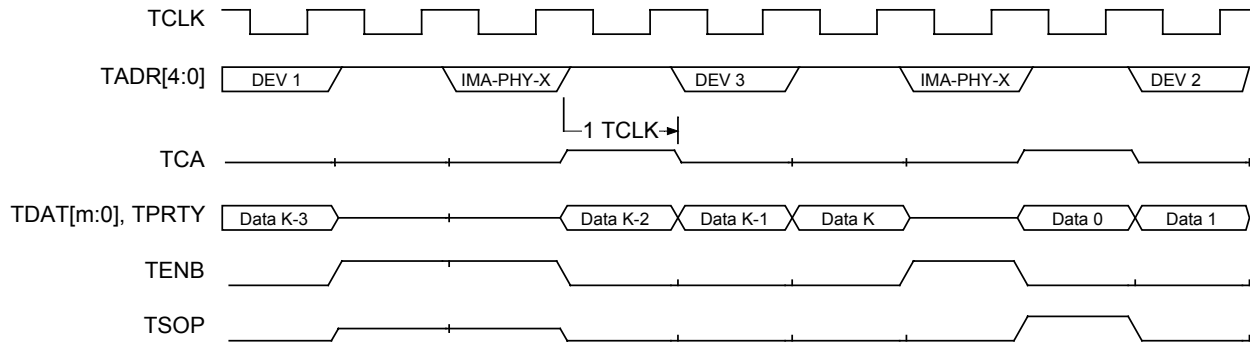 TCLK
TADR[4:0] DEV 1 IMA-PHY-X DEV 3 IMA-PHY-X DEV 2
1 TCLK
TCA
TDAT[m:0], TPRTY Data K-3 Data K-2 Data K-1 Data K Data 0 Data 1
TENB
TSOP